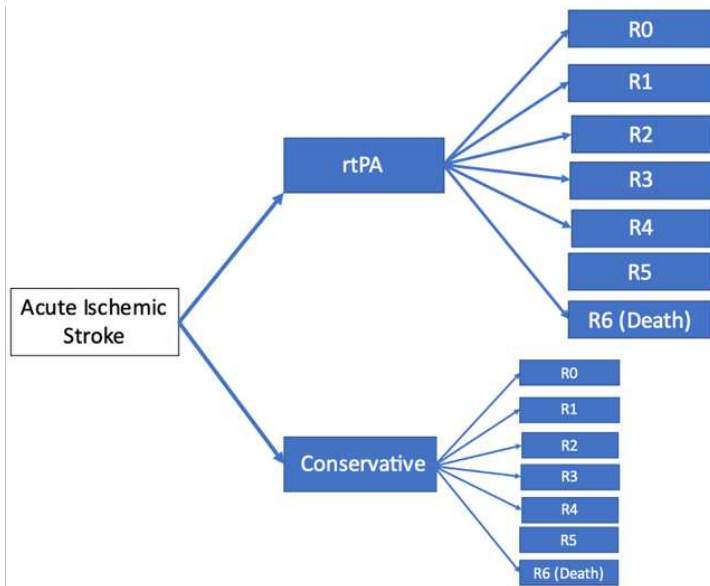 R0
R1
R2
rtPA
R3
R4
R5
Acute Ischemic
Stroke
R6 (Death)
R0
R1
R2
Conservative
R3
R4
R5
R6 (Death)